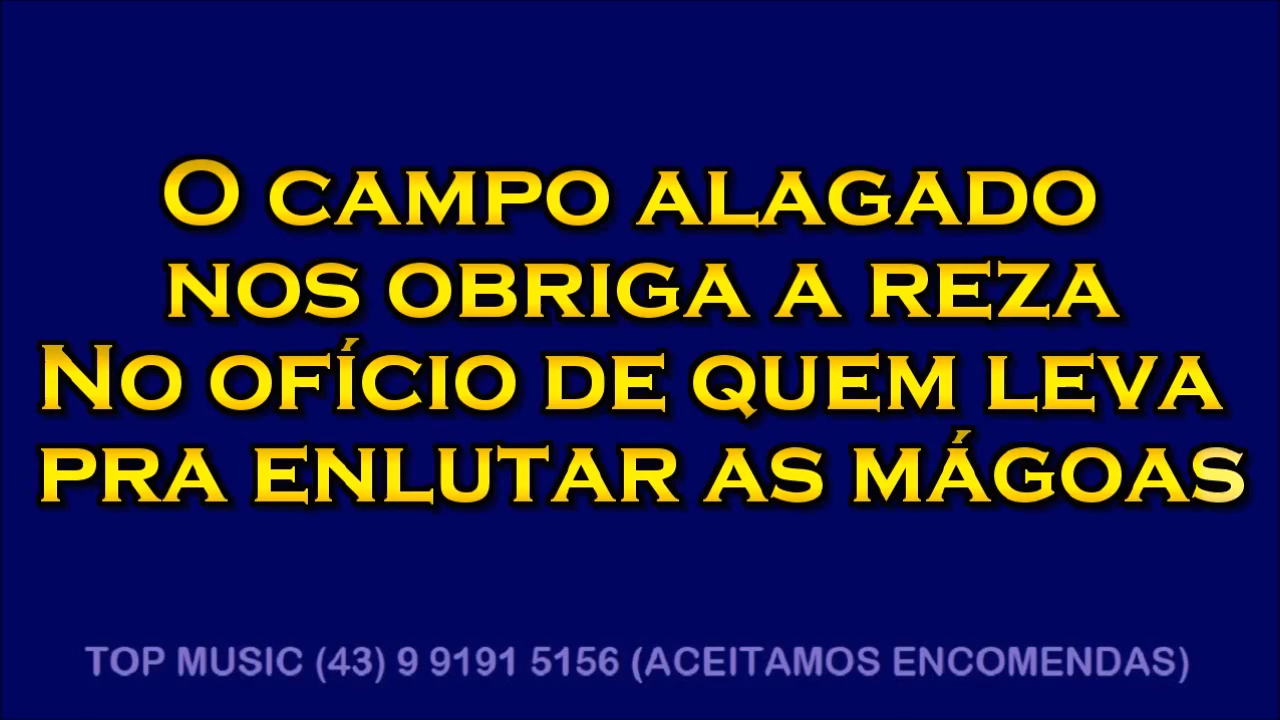 O CAMPO ALAGADO
NOS OBRIGA A REZA
NO OFÍCIO DE QUEM LEVA
PRA ENLUTAR AS MÁGOAS
TOP MUSIC (43) 9 9191 5156 (ACEITAMOS ENCOMENDAS)